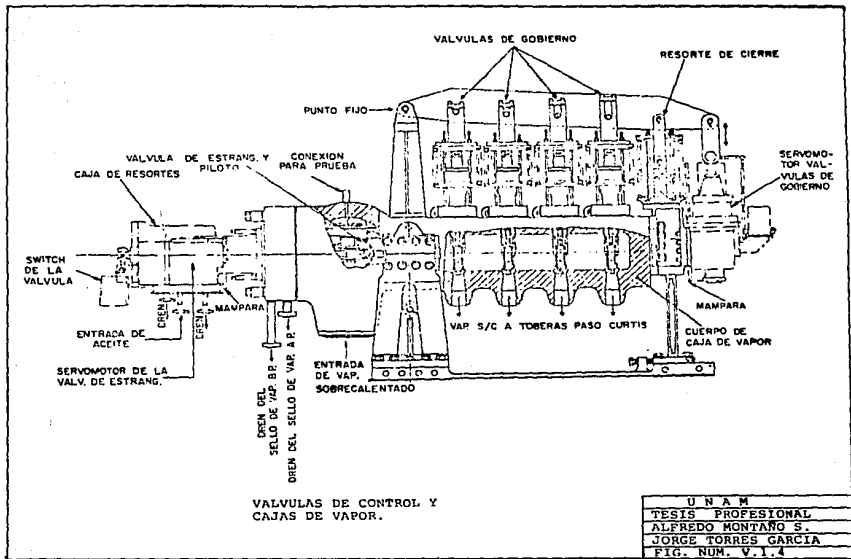 VALVULAS DE GOBIERNO
RESORTE DE CIERRE
PUNTO FIJO
VALVULA DE ESTRANG. Y
PILOTO
CONEXION
PARA PRUEBA
CAJA DE RESORTES
SERVOMO-
TOR VAL-
VULAS DE
GOBIERNO
SWITCH
DE LA
VALVULA
MAMPARA
DRENA
DRENA
ENTRADA DE
ACEITE
SERVOMOTOR DE LA
VALV. DE ESTRANG.
DREN DEL
SELLO DE VAP. B.P.
DREN DEL SELLO DE VAP. A.P.
ENTRADA
DE VAP.
SOBRECALENTADO
VAP. S/C A TOBERAS PASO CURTIS
MAMPARA
CUERPO DE
CAJA DE VAPOR
VALVULAS DE CONTROL Y
CAJAS DE VAPOR.
U N A M
TESIS PROFESIONAL
ALFREDO MONTAÑO S.
JORGE TORRES GARCIA
FIG. NUM. V.1.4